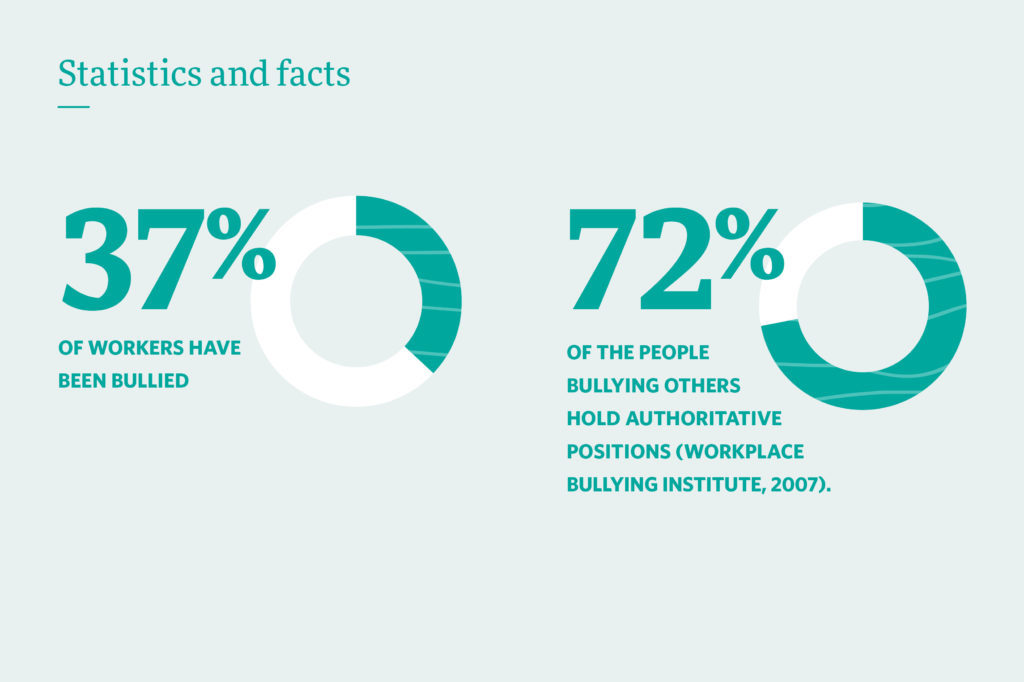 Statistics and facts
37%
OF WORKERS HAVE
BEEN BULLIED
72%
OF THE PEOPLE
BULLYING OTHERS
HOLD AUTHORITATIVE
POSITIONS (WORKPLACE
BULLYING INSTITUTE, 2007).